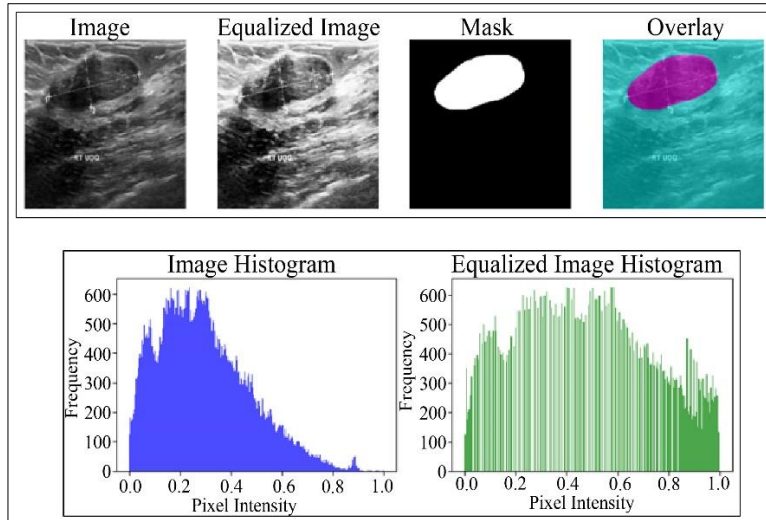 Image Equalized Image Mask Overlay
RT UOQ RT UOQ
Image Histogram Equalized Image Histogram
Frequency Frequency
600 600
500 500
400 400
300 300
200 200
100 100
0 0
0.0 0.2 0.4 0.6 0.8 1.0 0.0 0.2 0.4 0.6 0.8 1.0
Pixel Intensity Pixel Intensity